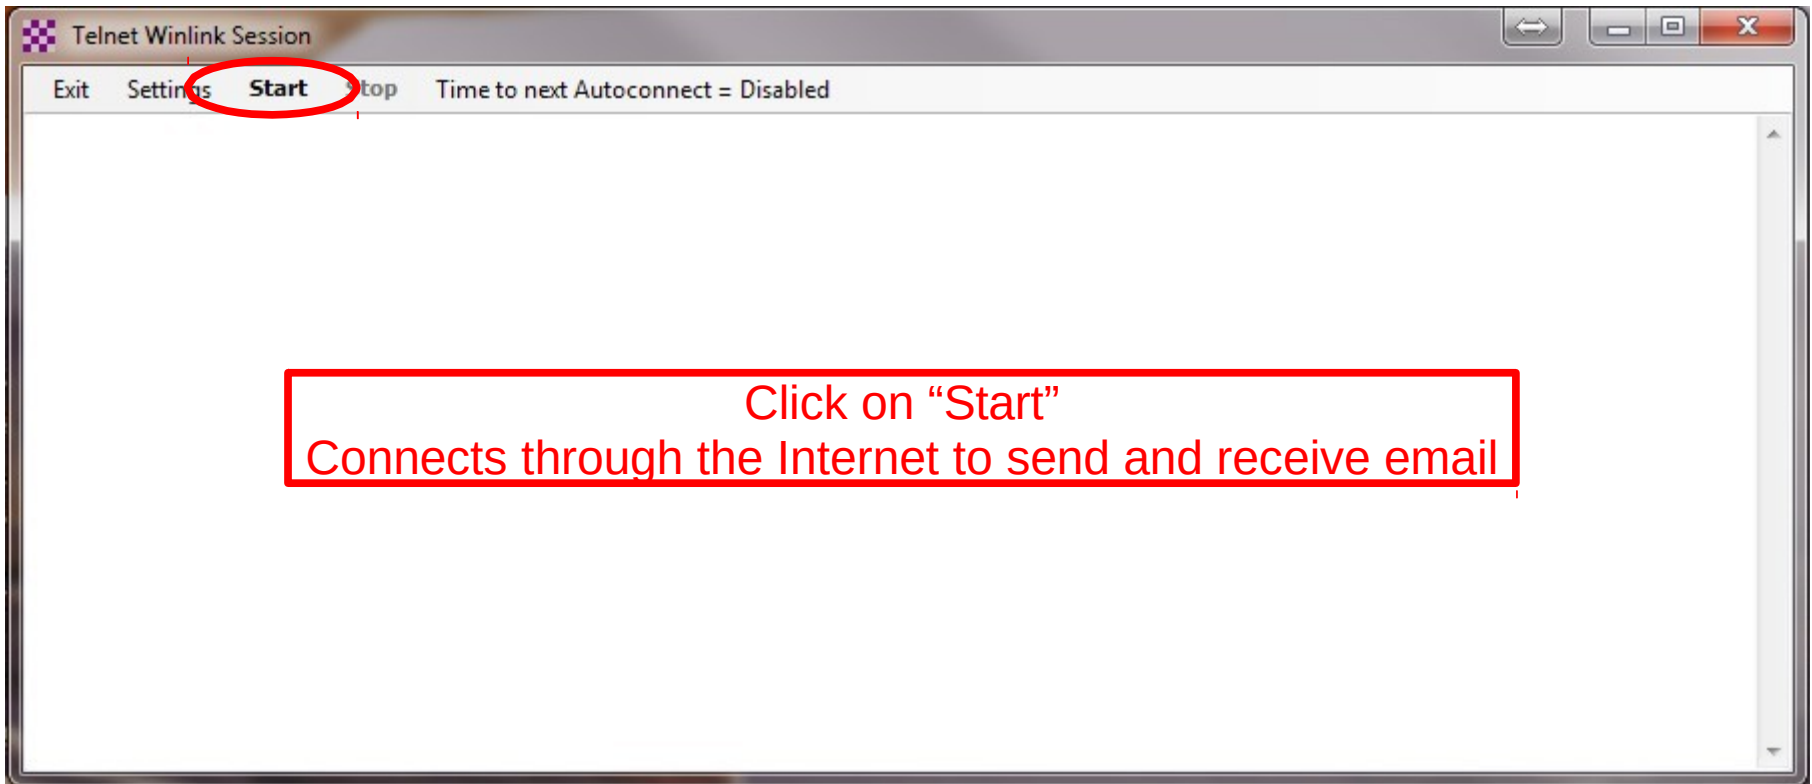 Telnet Winlink Session
Exit Settings Start Stop Time to next Autoconnect = Disabled
Click on “Start”
Connects through the Internet to send and receive email